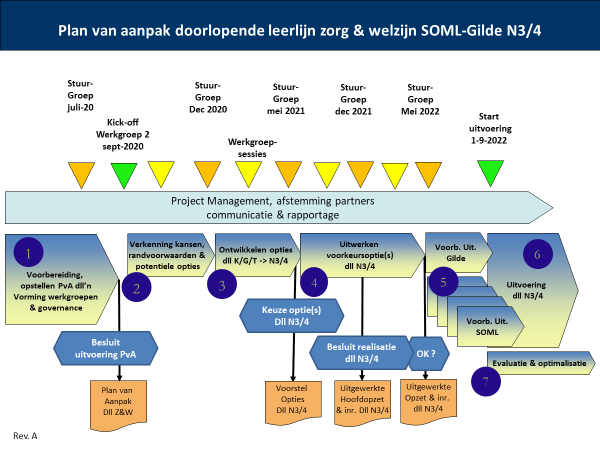 Plan van aanpak doorlopende leerlijn zorg & welzijn SOML-Gilde N3/4
Stuur-
Groep
juli-20
Kick-off
Werkgroep 2
sept-2020
Stuur-
Groep
Dec 2020
Werkgroep-
sessies
Stuur-
Groep
mei 2021
Stuur-
Groep
dec 2021
Stuur-
Groep
Mei 2022
Start
uitvoering
1-9-2022
Project Management, afstemming partners
communicatie & rapportage
1
Voorbereiding,
opstellen PvA dll’n
Vorming werkgroepen
& governance
Verkenning kansen,
randvoorwaarden &
potentiele opties
2
Ontwikkelen opties
dll K/G/T -> N3/4
3
Uitwerken
voorkeursoptie(s)
dll N3/4
4
Voorb. Uit.
Gilde
5
Voorb. Uit.
SOML
6
Uitvoering
dll N3/4
Evaluatie & optimalisatie
7
Besluit
uitvoering PvA
Keuze optie(s)
Dll N3/4
Besluit realisatie
dll N3/4
OK ?
Plan van
Aanpak
Dll Z&W
Voorstel
Opties
Dll N3/4
Uitgewerkte
Hoofdopzet
& inr. Dll N3/4
Uitgewerkte
Opzet & inr.
dll N3/4
Rev. A